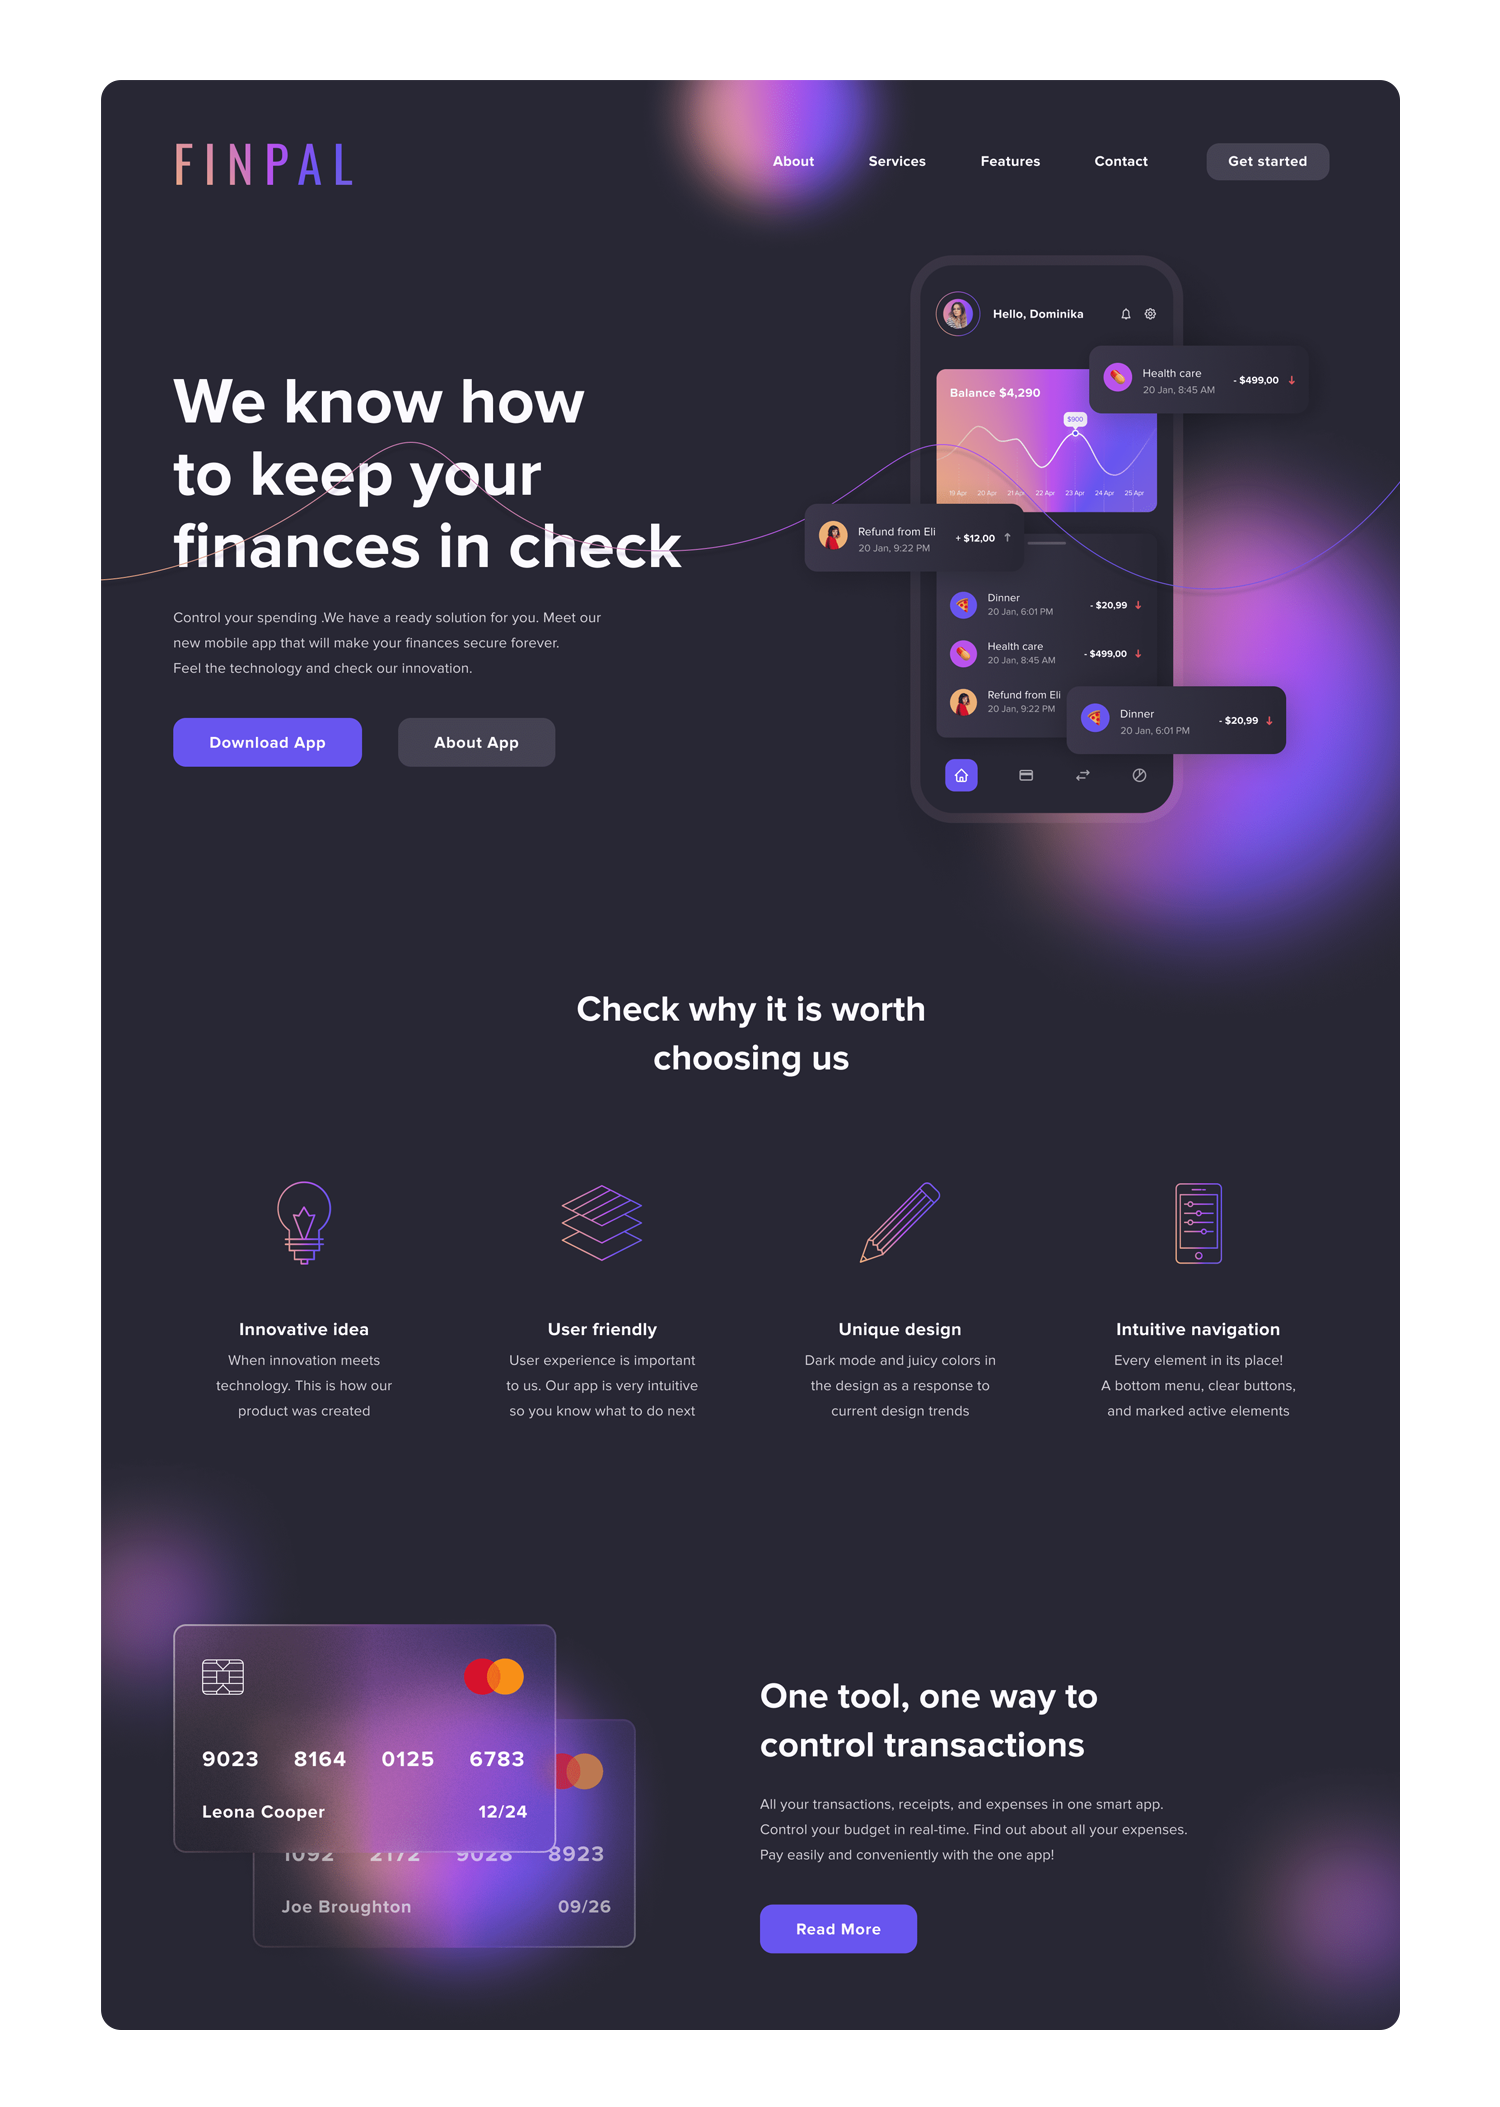 FINPAL
About
Services
Features
Contact
Get started
Hello, Dominika
Health care
20 Jan, 8:45 AM
- $499,00
Balance $4,290
$900
19 Apr
20 Apr
21 Apr
22 Apr
23 Apr
24 Apr
25 Apr
Refund from Eli
20 Jan, 9:22 PM
+ $12,00
Dinner
20 Jan, 6:01 PM
- $20,99
Health care
20 Jan, 8:45 AM
- $499,00
Refund from Eli
20 Jan, 9:22 PM
Dinner
20 Jan, 6:01 PM
- $20,99
We know how
to keep your
finances in check
Control your spending .We have a ready solution for you. Meet our
new mobile app that will make your finances secure forever.
Feel the technology and check our innovation.
Download App
About App
Check why it is worth
choosing us
Innovative idea
When innovation meets
technology. This is how our
product was created
User friendly
User experience is important
to us. Our app is very intuitive
so you know what to do next
Unique design
Dark mode and juicy colors in
the design as a response to
current design trends
Intuitive navigation
Every element in its place!
A bottom menu, clear buttons,
and marked active elements
9023 8164 0125 6783
Leona Cooper
12/24
1092 2172 9028 8923
Joe Broughton
09/26
One tool, one way to
control transactions
All your transactions, receipts, and expenses in one smart app.
Control your budget in real-time. Find out about all your expenses.
Pay easily and conveniently with the one app!
Read More